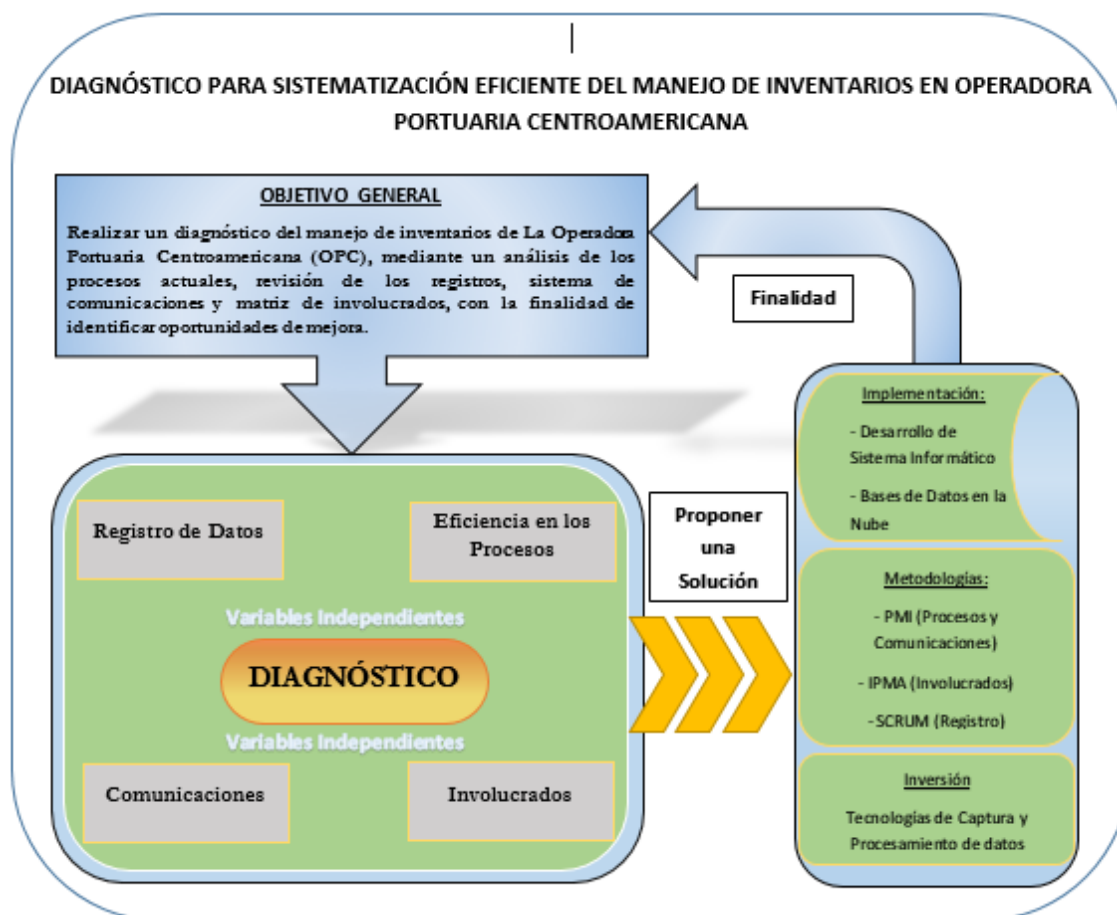 DIAGNÓSTICO PARA SISTEMATIZACIÓN EFICIENTE DEL MANEJO DE INVENTARIOS EN OPERADORA
PORTUARIA CENTROAMERICANA
OBJETIVO GENERAL
Realizar un diagnóstico del manejo de inventarios de La Operadora
Portuaria Centroamericana (OPC), mediante un análisis de los
procesos actuales, revisión de los registros, sistema de
comunicaciones y matriz de involucrados, con la finalidad de
identificar oportunidades de mejora.
Finalidad
Implementación:
- Desarrollo de
Sistema Informático
- Bases de Datos en la
Nube
Registro de Datos
Eficiencia en los
Procesos
Variables Independientes
DIAGNÓSTICO
Variables Independientes
Comunicaciones
Involucrados
Proponer
una
Solución
Metodologías:
- PMI (Procesos y
Comunicaciones)
- IPMA (Involucrados)
- SCRUM (Registro)
Inversión
Tecnologías de Captura y
Procesamiento de datos